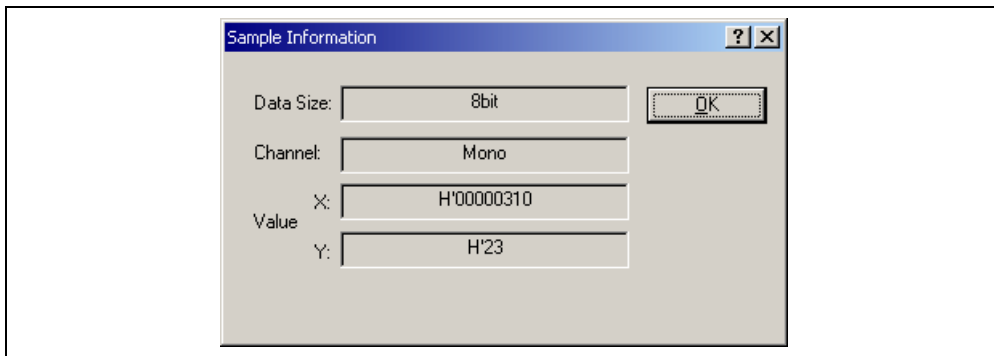 Sample Information
Data Size: 8bit
OK
Channel: Mono
Value
X: H'00000310
Y: H'23